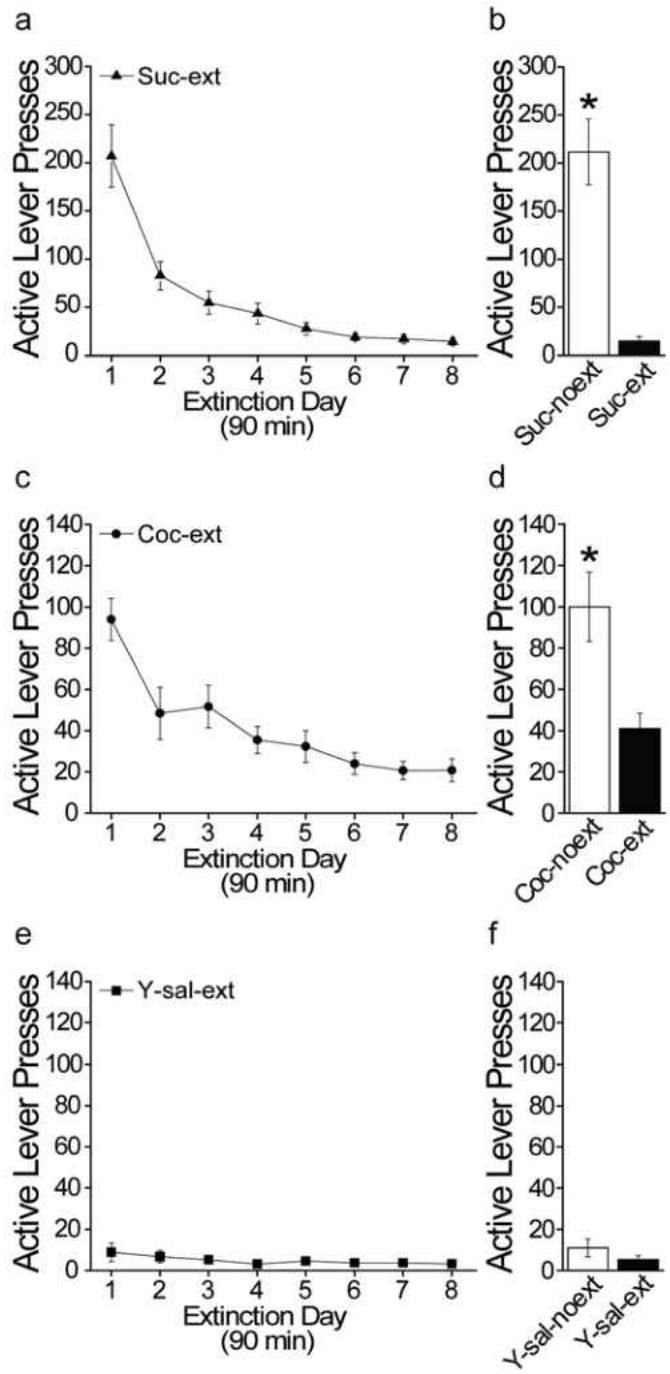 a
b
Active Lever Presses
300
250
200
150
100
50
0
Suc-ext
1 2 3 4 5 6 7 8
Extinction Day
(90 min)
Active Lever Presses
300
250
200
150
100
50
0
*
Suc-noext
Suc-ext
c
d
Active Lever Presses
140
120
100
80
60
40
20
0
Coc-ext
1 2 3 4 5 6 7 8
Extinction Day
(90 min)
Active Lever Presses
140
120
100
80
60
40
20
0
*
Coc-noext
Coc-ext
e
f
Active Lever Presses
140
120
100
80
60
40
20
0
Y-sal-ext
1 2 3 4 5 6 7 8
Extinction Day
(90 min)
Active Lever Presses
140
120
100
80
60
40
20
0
Y-sal-noext
Y-sal-ext